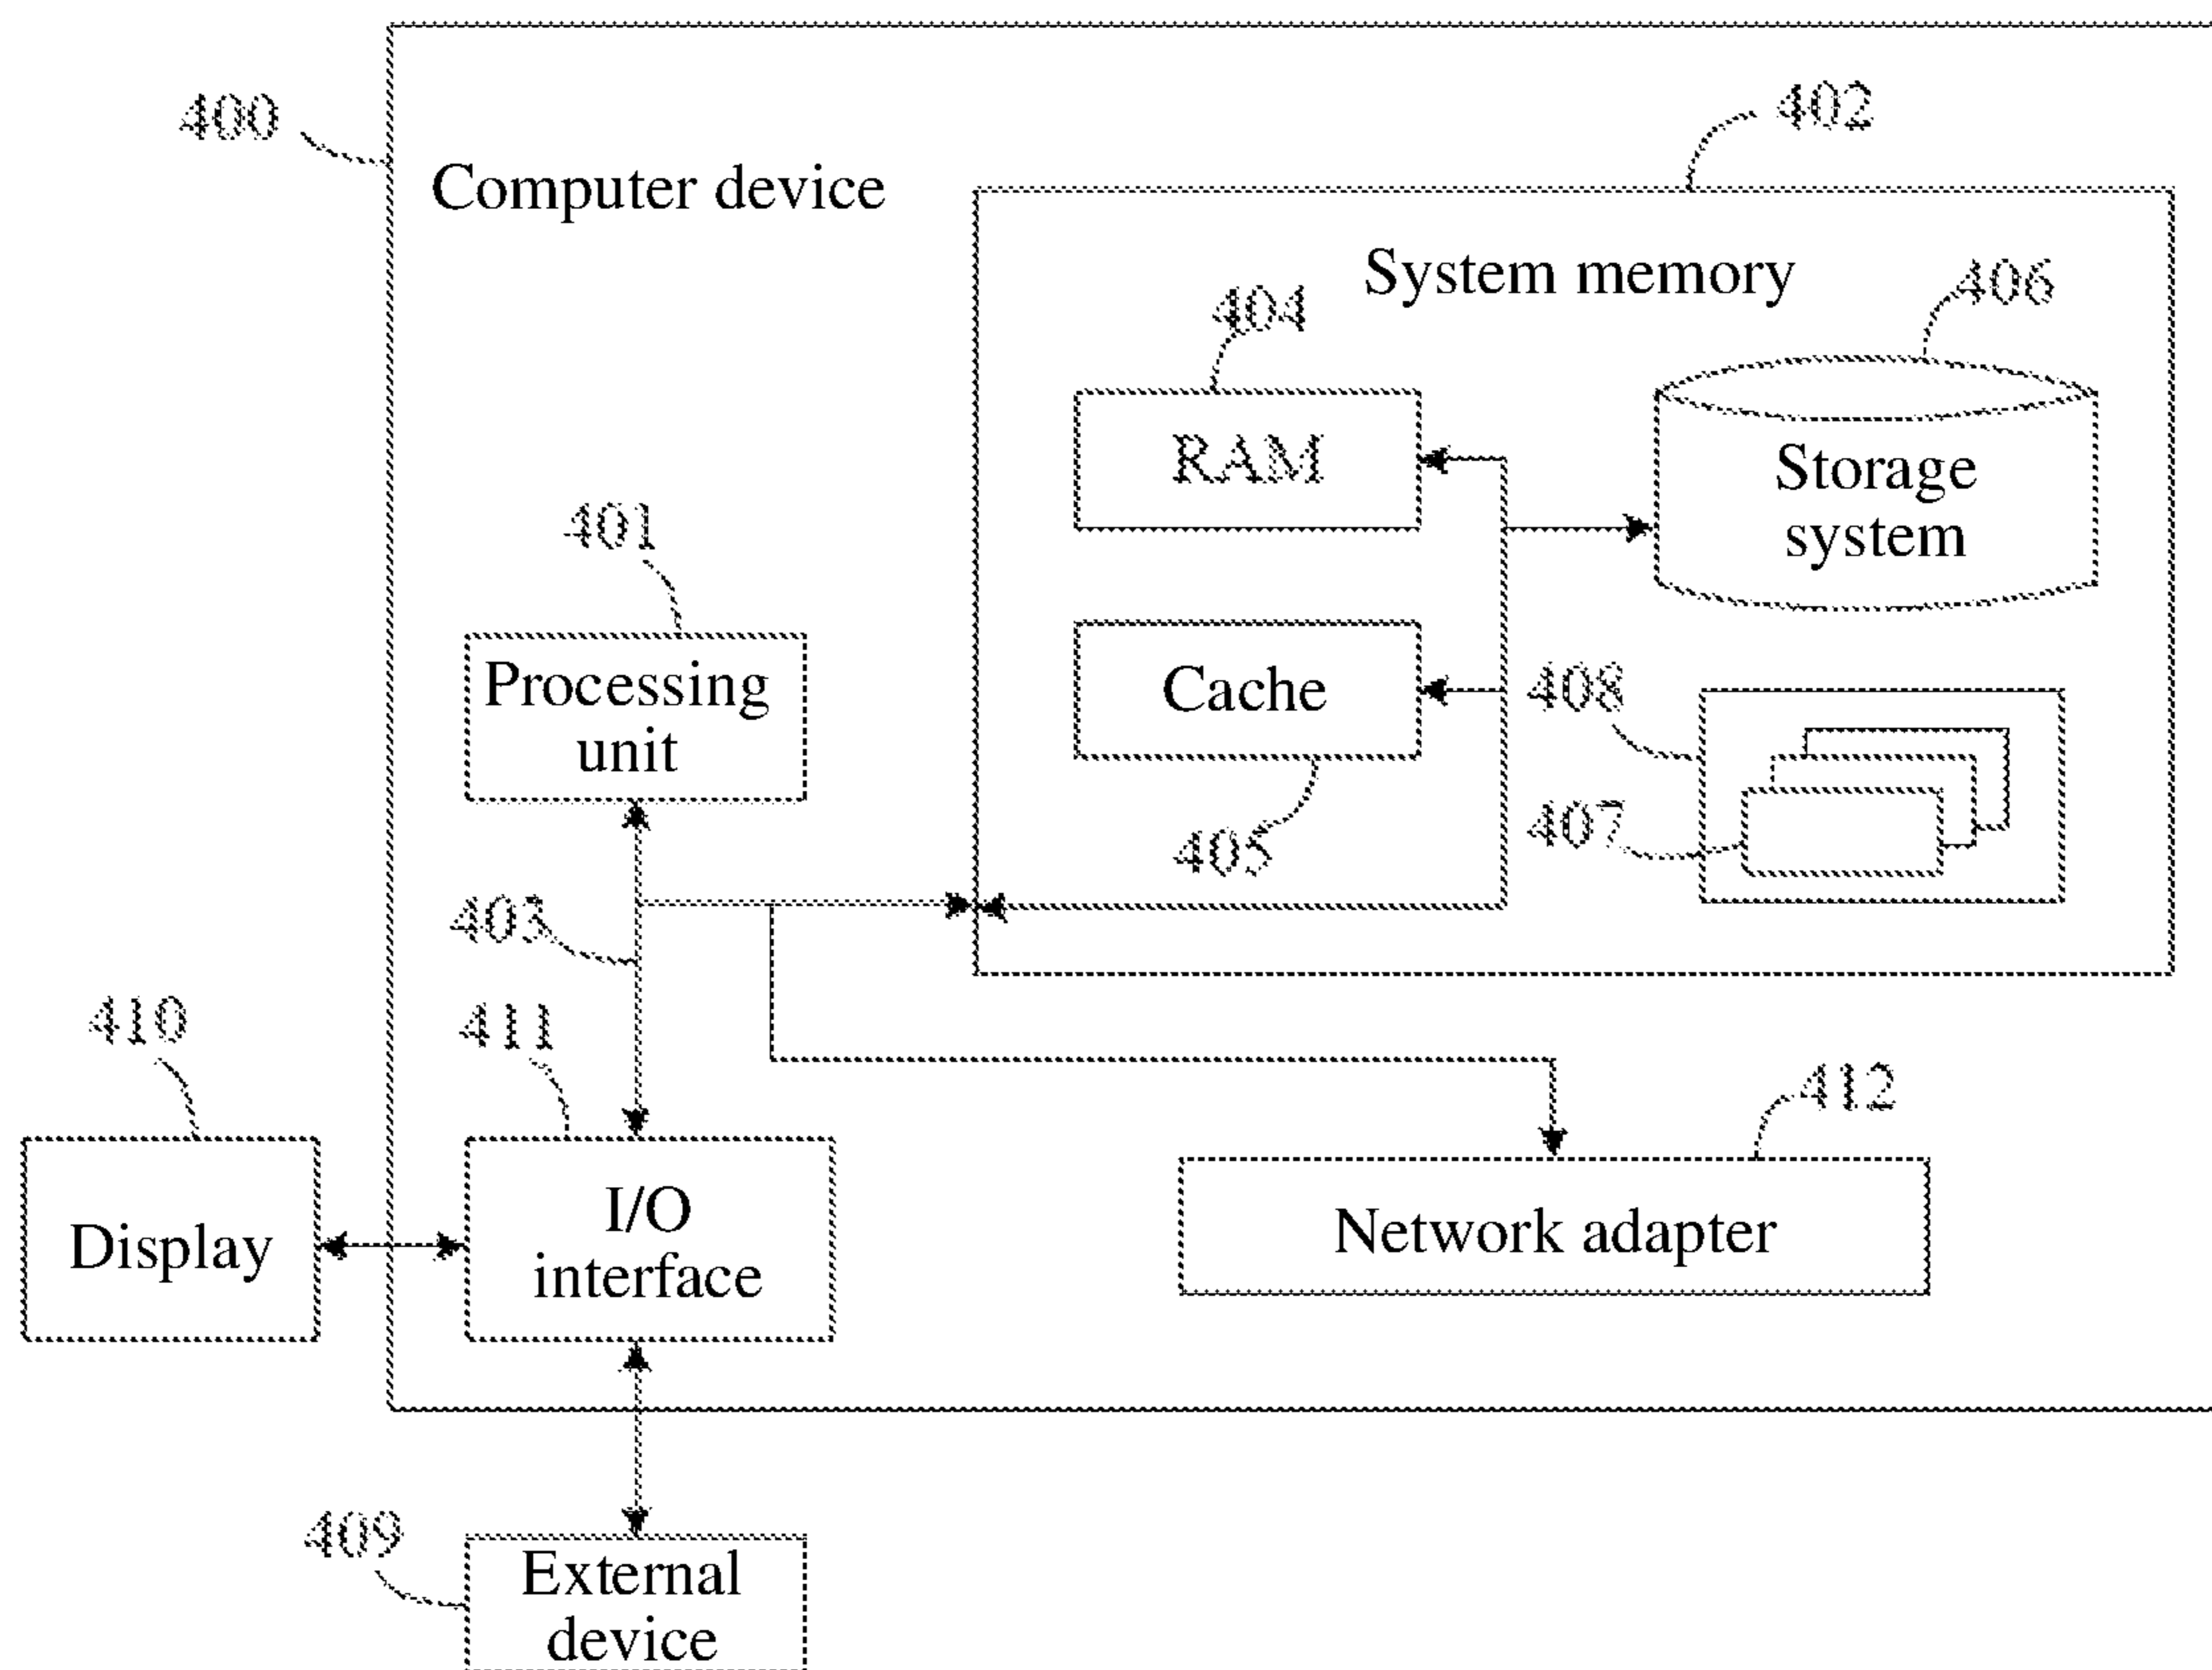 400
402
Computer device
System memory
406
404
RAM
Storage
system
401
Processing
unit
Cache
408
407
405
403
410
411
412
Display
I/O
interface
Network adapter
409
External
device